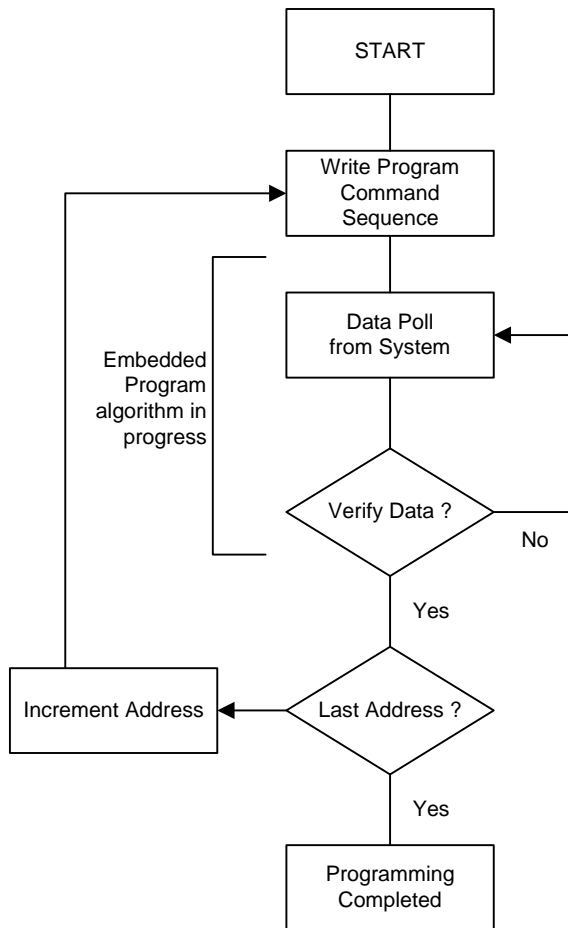 START
Write Program
Command
Sequence
Data Poll
from System
Embedded
Program
algorithm in
progress
Verify Data ?
No
Yes
Increment Address
Last Address ?
Yes
Programming
Completed